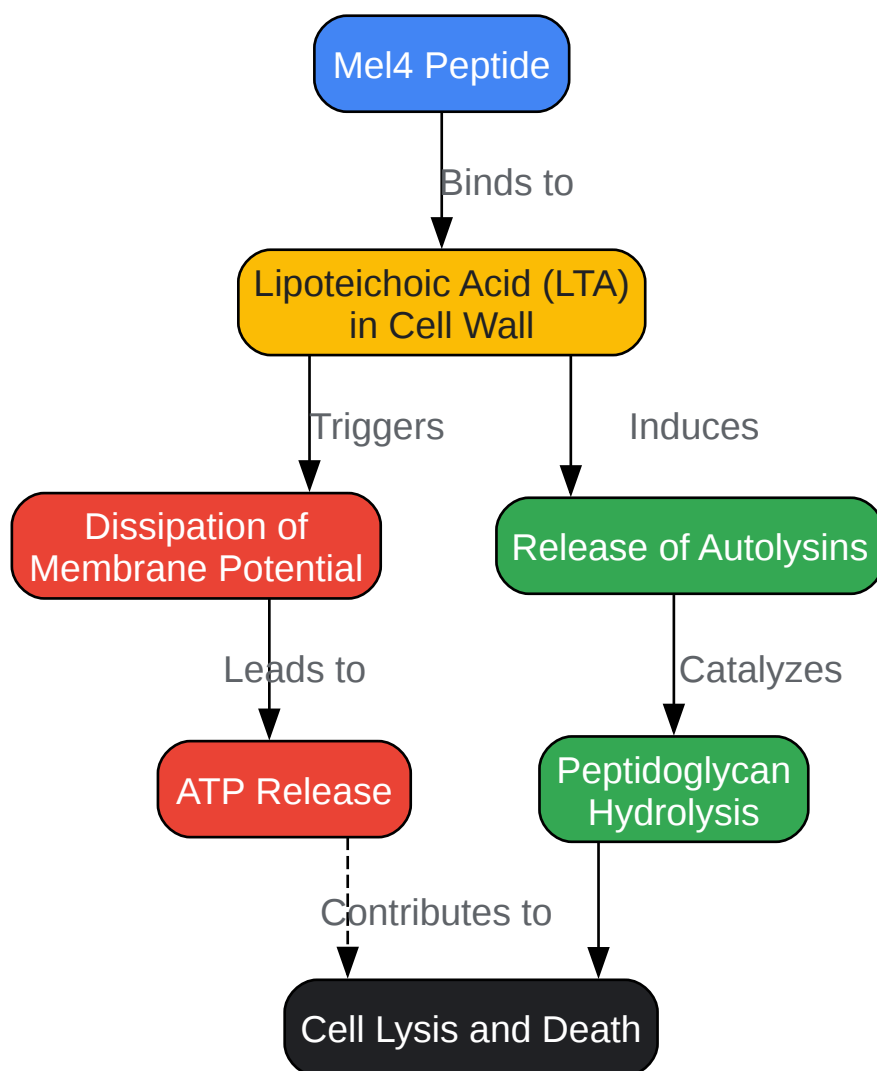 Mel4 Peptide
Binds to
Lipoteichoic Acid (LTA)
in Cell Wall
Triggers
Induces
Dissipation of
Membrane Potential
Release of Autolysins
Leads to
Catalyzes
ATP Release
Peptidoglycan
Hydrolysis
Contributes to
Cell Lysis and Death